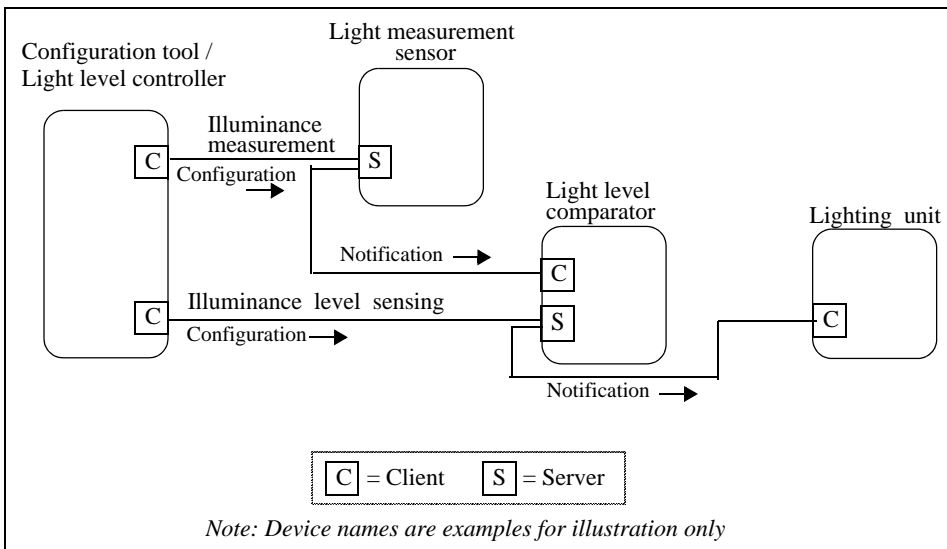 Configuration tool /
Light level controller
Light measurement
sensor
Illuminance
measurement
C
S
Configuration
Light level
comparator
Lighting unit
Notification
C
C
Illuminance level sensing
S
C
Configuration
Notification
C = Client S = Server
Note: Device names are examples for illustration only